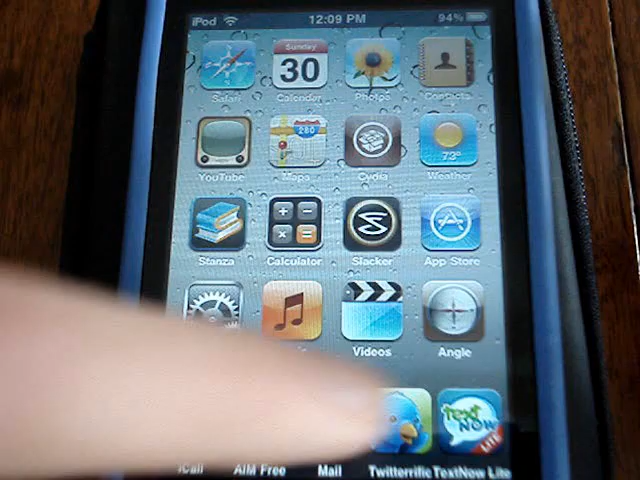 iPod 12:09 PM 94%
Sunday
30
280
73°
Safari Calendar Photos Contacts
YouTube Maps Cydia Weather
Stanza Calculator Slacker App Store
Videos Angle
text NOW LITE
iCall AIM Free Mail Twitterrific TextNow Lite